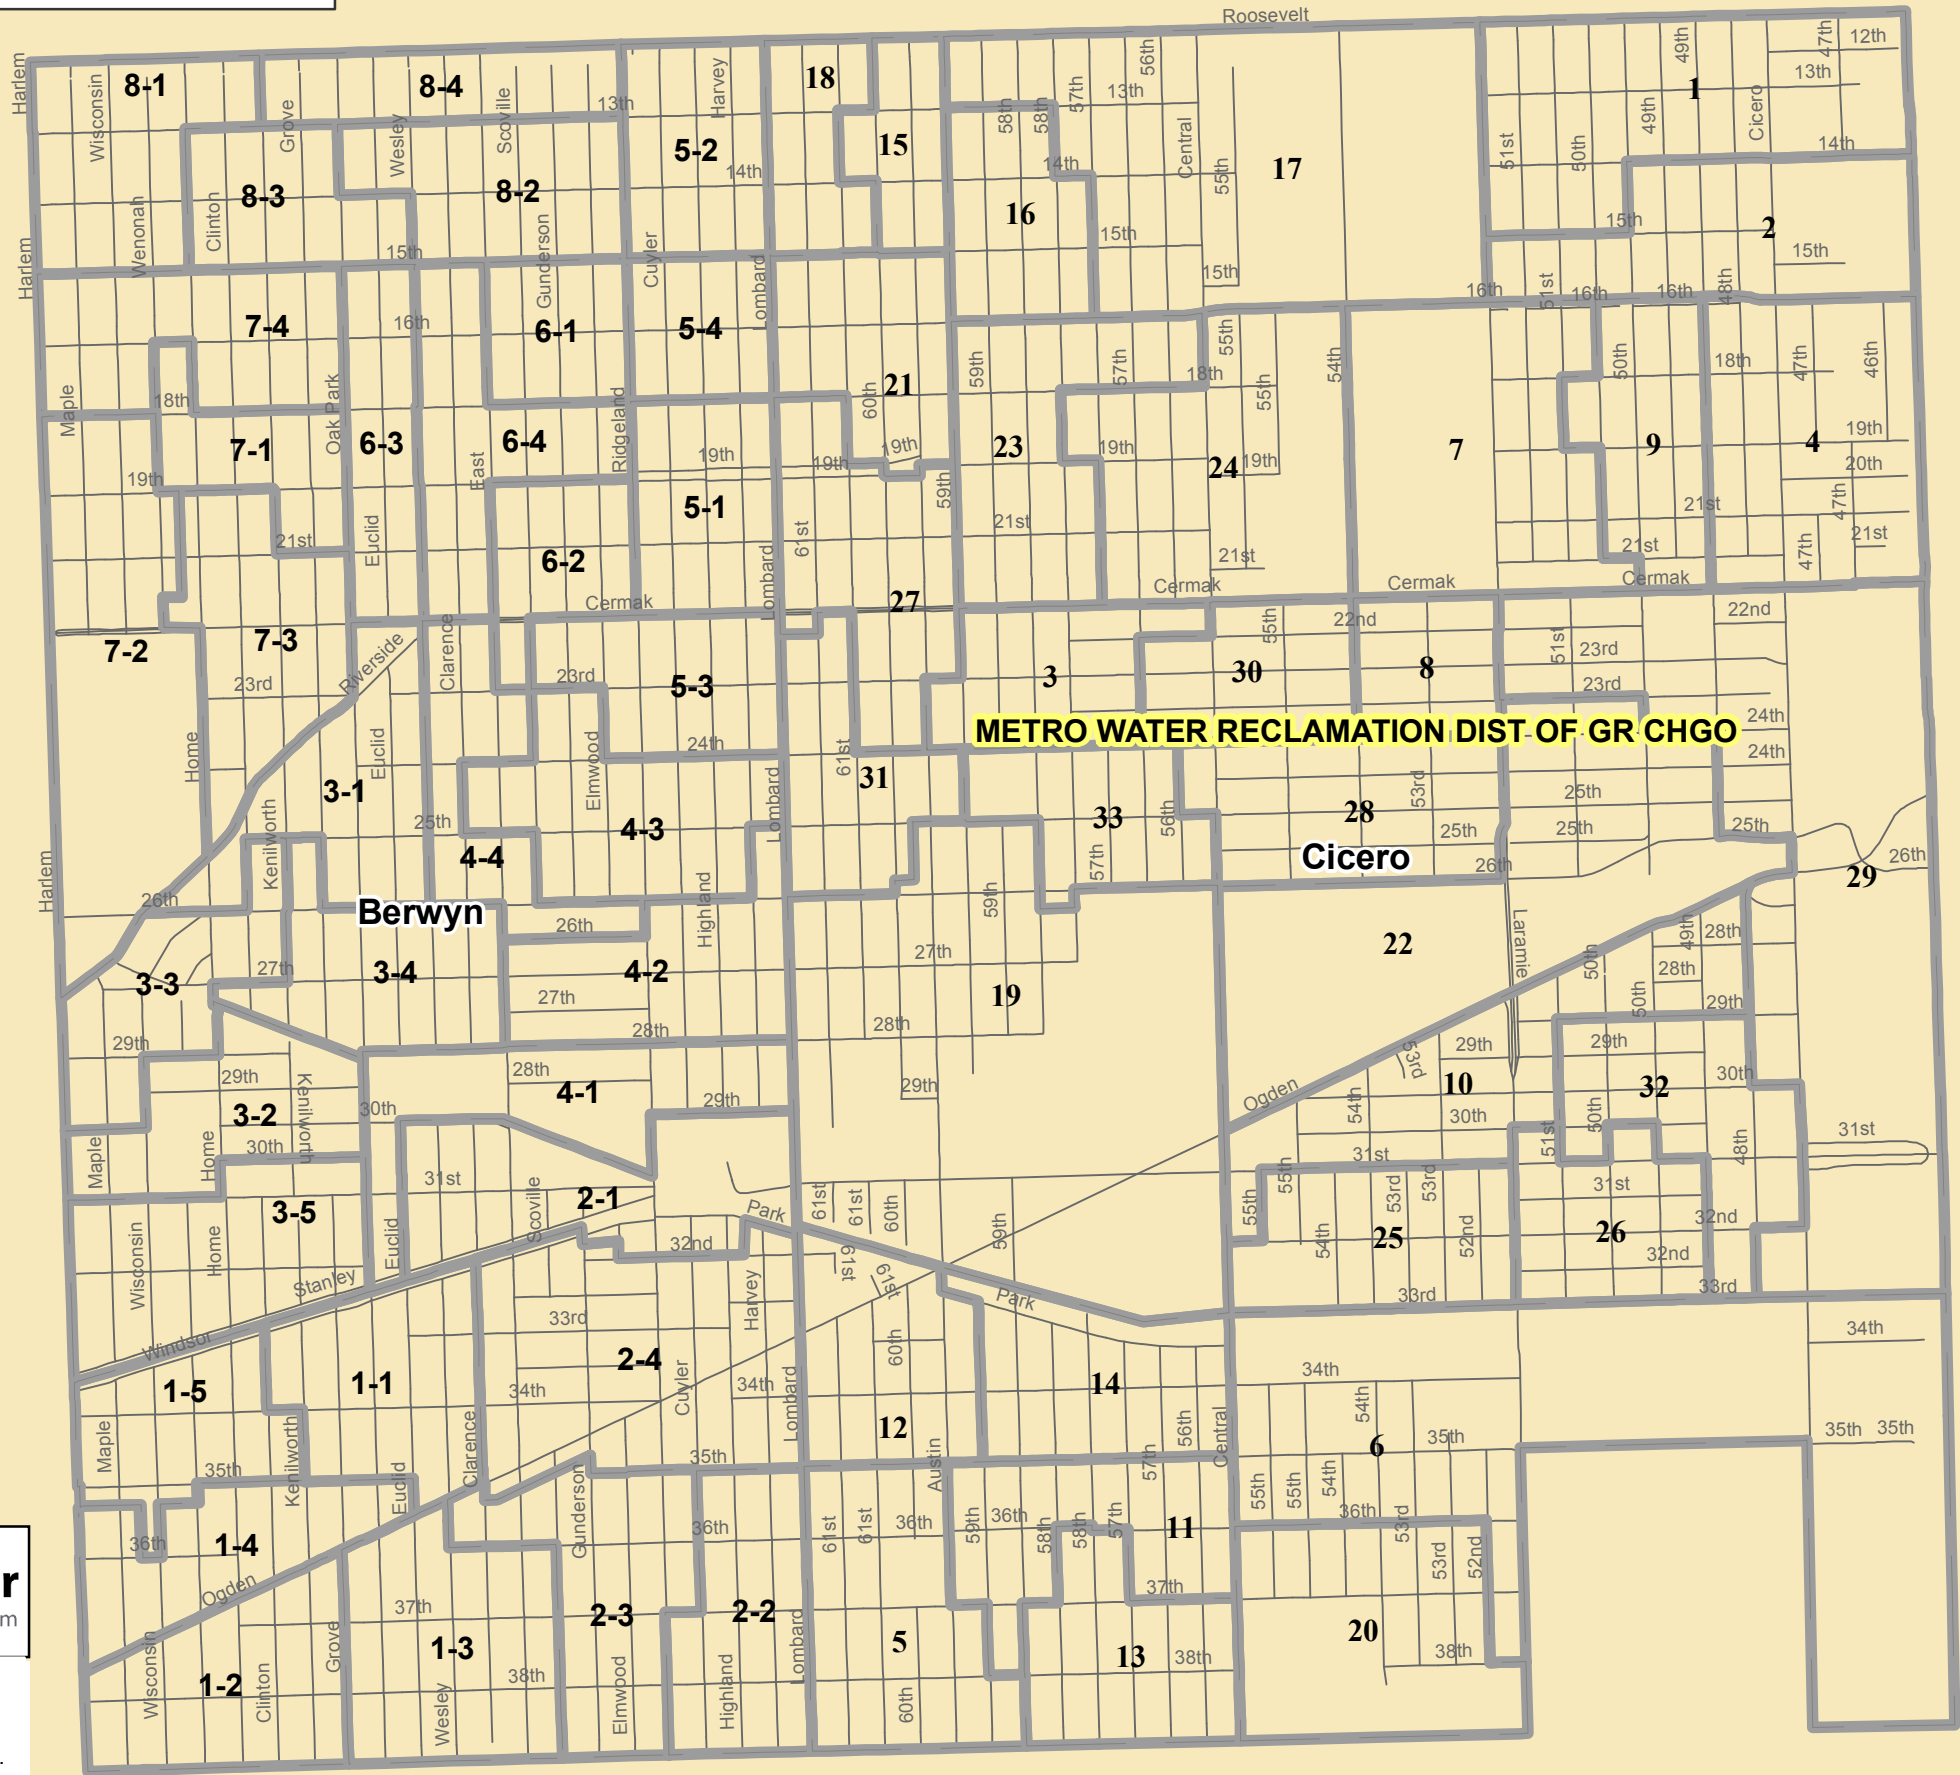 Roosevelt
Harlem
Wisconsin
8-1
Grove
8-4
Wesley
Scoville
13th
Harvey
18
58th
58th
57th
56th
13th
49th
1
47th
12th
13th
Cicero
49th
5-2
14th
15
14th
Central
55th
17
51st
50th
14th
8-3
Clinton
Wenonah
8-2
Gunderson
16
15th
15th
2
15th
Harlem
15th
Cuyler
Lombard
15th
16th
51st
16th
16th
48th
7-4
16th
6-1
5-4
59th
57th
55th
18th
55th
54th
50th
18th
47th
46th
Maple
18th
Oak Park
21
60th
7-1
6-3
6-4
Ridgeland
19th
19th
19th
23
19th
24
19th
7
9
4
19th
20th
19th
East
5-1
59th
21st
21st
47th
21st
Euclid
6-2
61st
Lombard
21st
21st
47th
21st
Cermak
27
Cermak
Cermak
Cermak
7-2
7-3
Riverside
Clarence
55th
22nd
51st
22nd
23rd
23rd
5-3
3
30
8
23rd
23rd
METRO WATER RECLAMATION DIST OF GR CHGO
24th
24th
Home
Euclid
Elmwood
24th
61st
31
3-1
Kenilworth
25th
4-3
Lombard
33
56th
28
53rd
25th
25th
25th
25th
4-4
57th
Cicero
26th
26th
29
Harlem
26th
Berwyn
26th
Highland
59th
22
Laramie
49th
28th
3-3
27th
3-4
4-2
27th
27th
19
50th
28th
50th
29th
29th
28th
28th
53rd
29th
29th
29th
Kenilworth
30th
28th
4-1
29th
29th
Ogden
54th
10
30th
32
30th
3-2
Home
30th
Maple
31st
51st
50th
48th
31st
31st
Scoville
2-1
Park
61st
61st
60th
59th
55th
55th
53rd
53rd
31st
3-5
Wisconsin
Home
Euclid
32nd
61st
61st
54th
25
52nd
26
32nd
32nd
Stanley
Harvey
Park
33rd
33rd
Windsor
33rd
34th
1-5
1-1
34th
2-4
Cuyler
34th
Lombard
60th
14
34th
54th
Maple
Kenilworth
Clarence
12
Austin
56th
Central
6
35th
35th
35th
35th
Euclid
Gunderson
35th
57th
55th
55th
54th
36th
1-4
36th
61st
61st
36th
59th
36th
58th
58th
57th
11
36th
53rd
53rd
52nd
r
m
Ogden
37th
37th
2-3
2-2
Lombard
5
20
Wisconsin
1-2
Clinton
Grove
1-3
Wesley
38th
Elmwood
Highland
60th
13
38th
38th
.